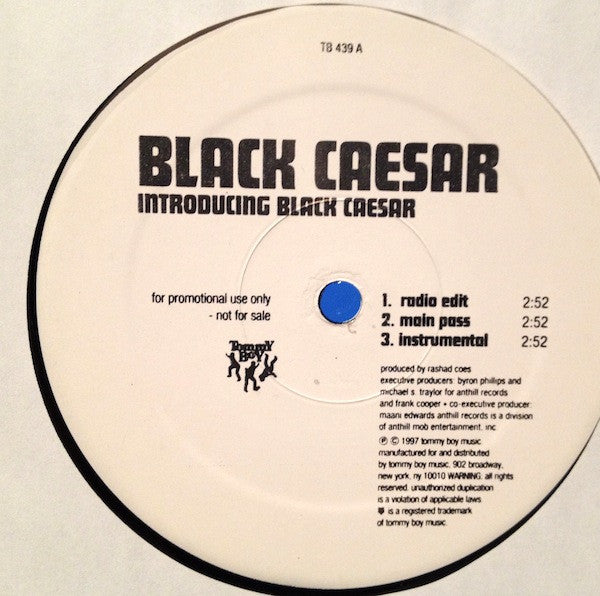 TB 439 A
BLACK CAESAR
INTRODUCING BLACK CAESAR
for promotional use only
- not for sale
Tommy
Boy
1. radio edit 2:52
2. main pass 2:52
3. instrumental 2:52
produced by rashad coes
executive producers: byron phillips and
michael s. traylor for anthill records
and frank cooper • co-executive producer:
maani edwards anthill records is a division
of anthill mob entertainment, inc.
℗ © 1997 tommy boy music
manufactured for and distributed
by tommy boy music, 902 broadway,
new york, ny 10010 WARNING: all rights
reserved. unauthorized duplication
is a violation of applicable laws.
is a registered trademark
of tommy boy music.